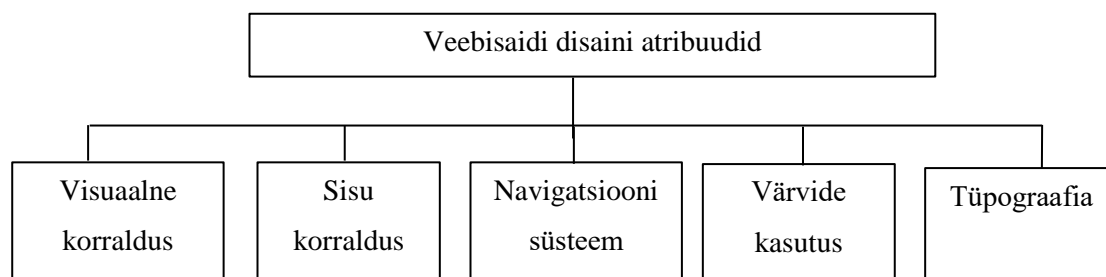 Veebisaidi disaini atribuudid
Visuaalne
korraldus
Sisu
korraldus
Navigatsiooni
süsteem
Värvide
kasutus
Tüpograafia